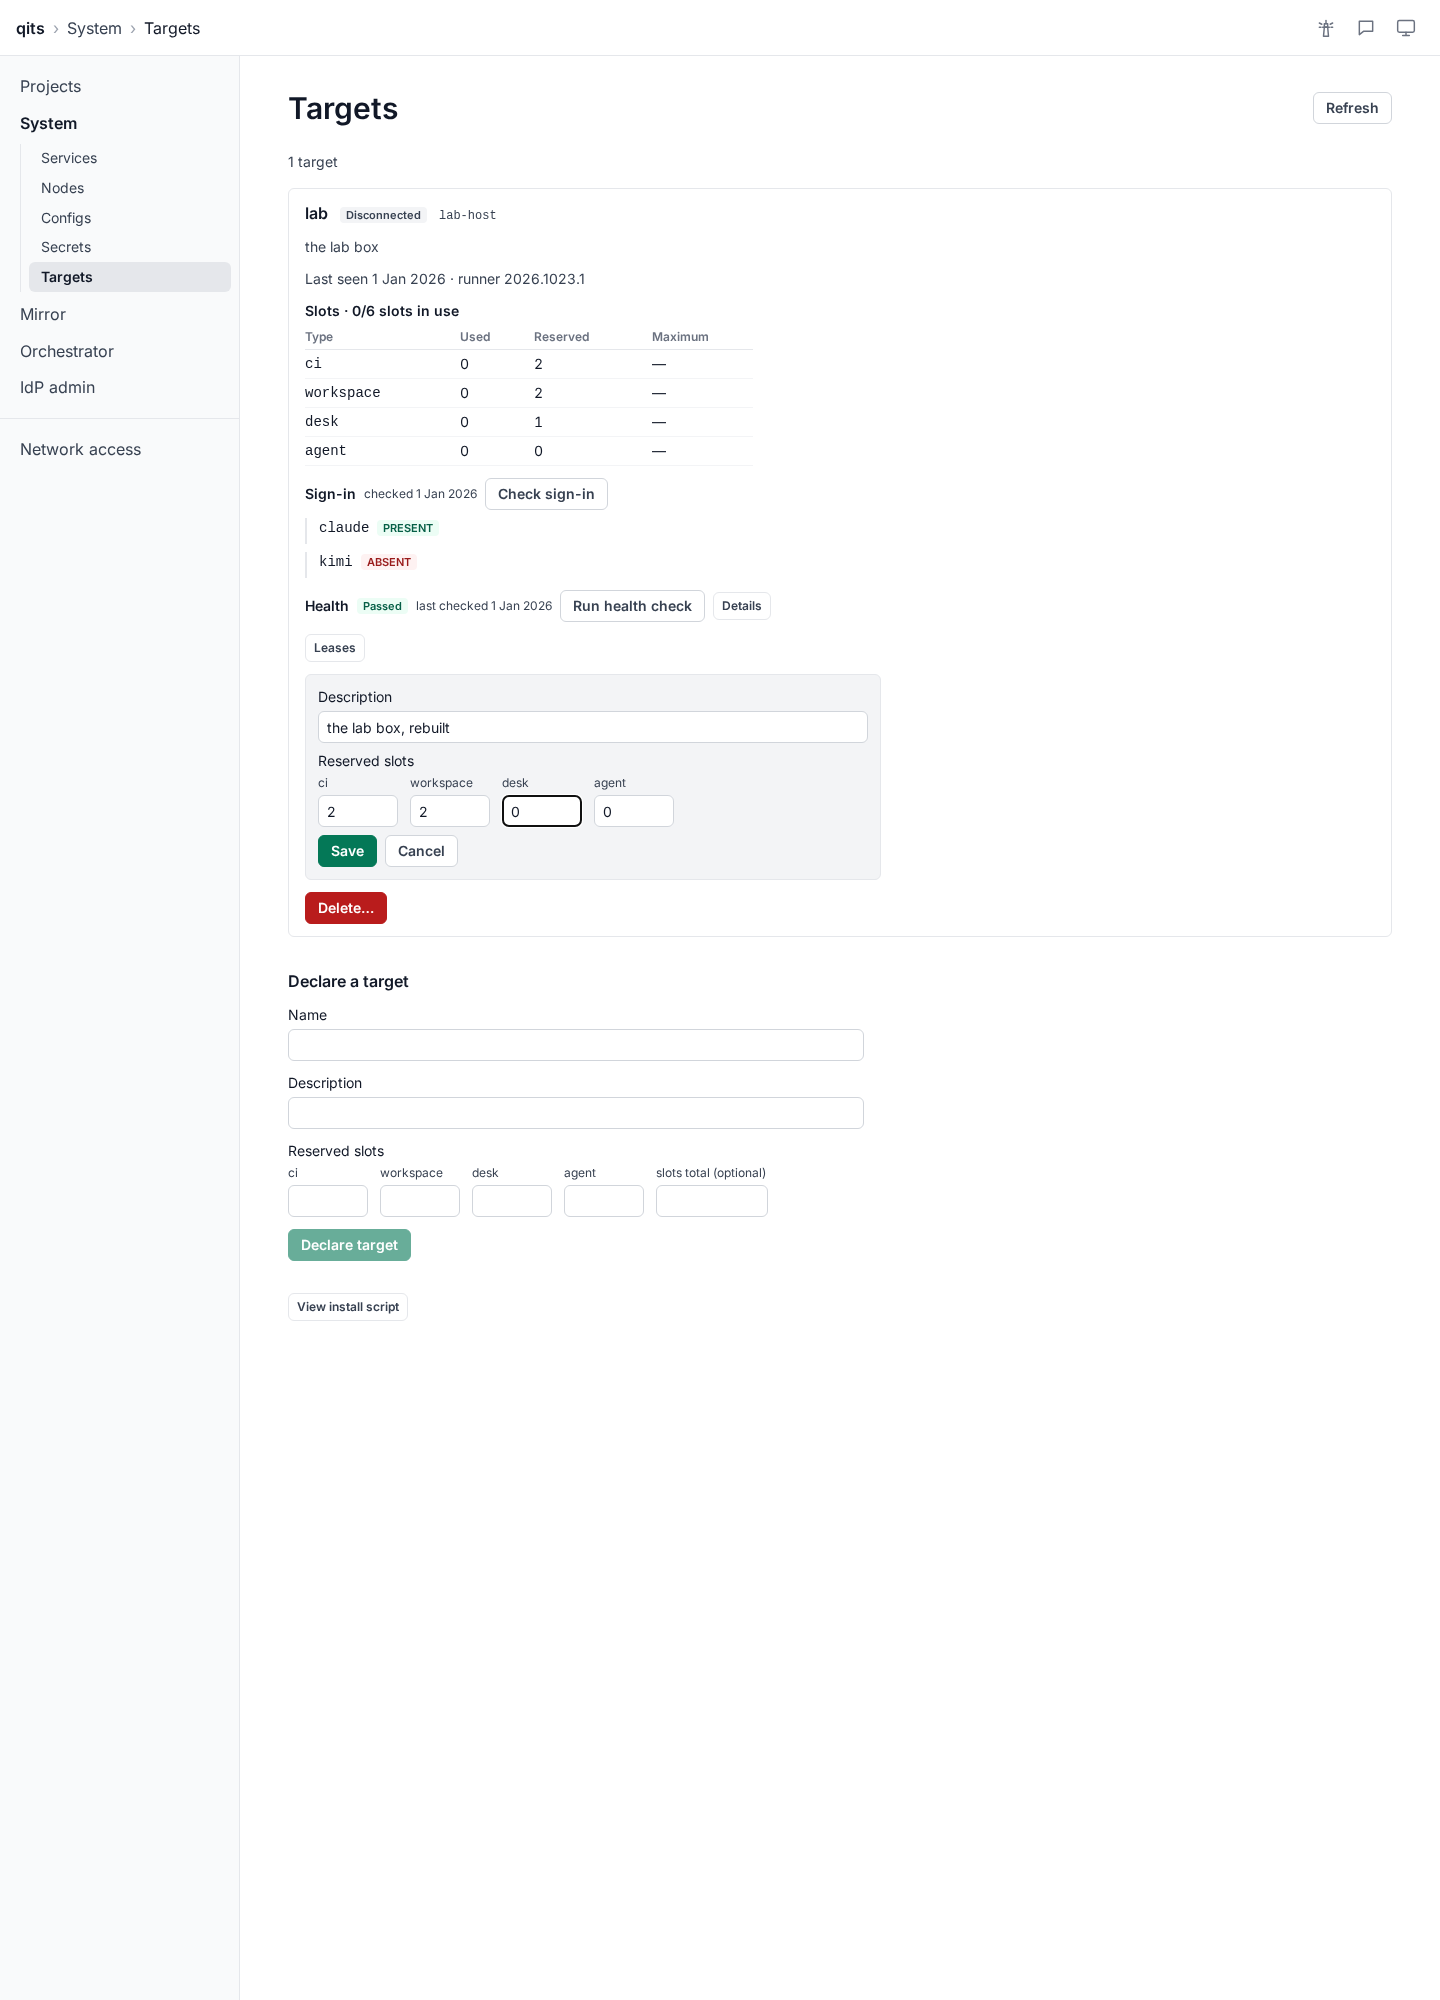 qits › System › Targets
Projects
System
Services
Nodes
Configs
Secrets
Targets
Mirror
Orchestrator
IdP admin
Network access
Targets
Refresh
1 target
lab Disconnected lab-host
the lab box
Last seen 1 Jan 2026 · runner 2026.1023.1
Slots · 0/6 slots in use
Type Used Reserved Maximum
ci 0 2 —
workspace 0 2 —
desk 0 1 —
agent 0 0 —
Sign-in checked 1 Jan 2026 Check sign-in
claude PRESENT
kimi ABSENT
Health Passed last checked 1 Jan 2026 Run health check Details
Leases
Description
the lab box, rebuilt
Reserved slots
ci workspace desk agent
2 2 0 0
Save Cancel
Delete...
Declare a target
Name
Description
Reserved slots
ci workspace desk agent slots total (optional)
Declare target
View install script